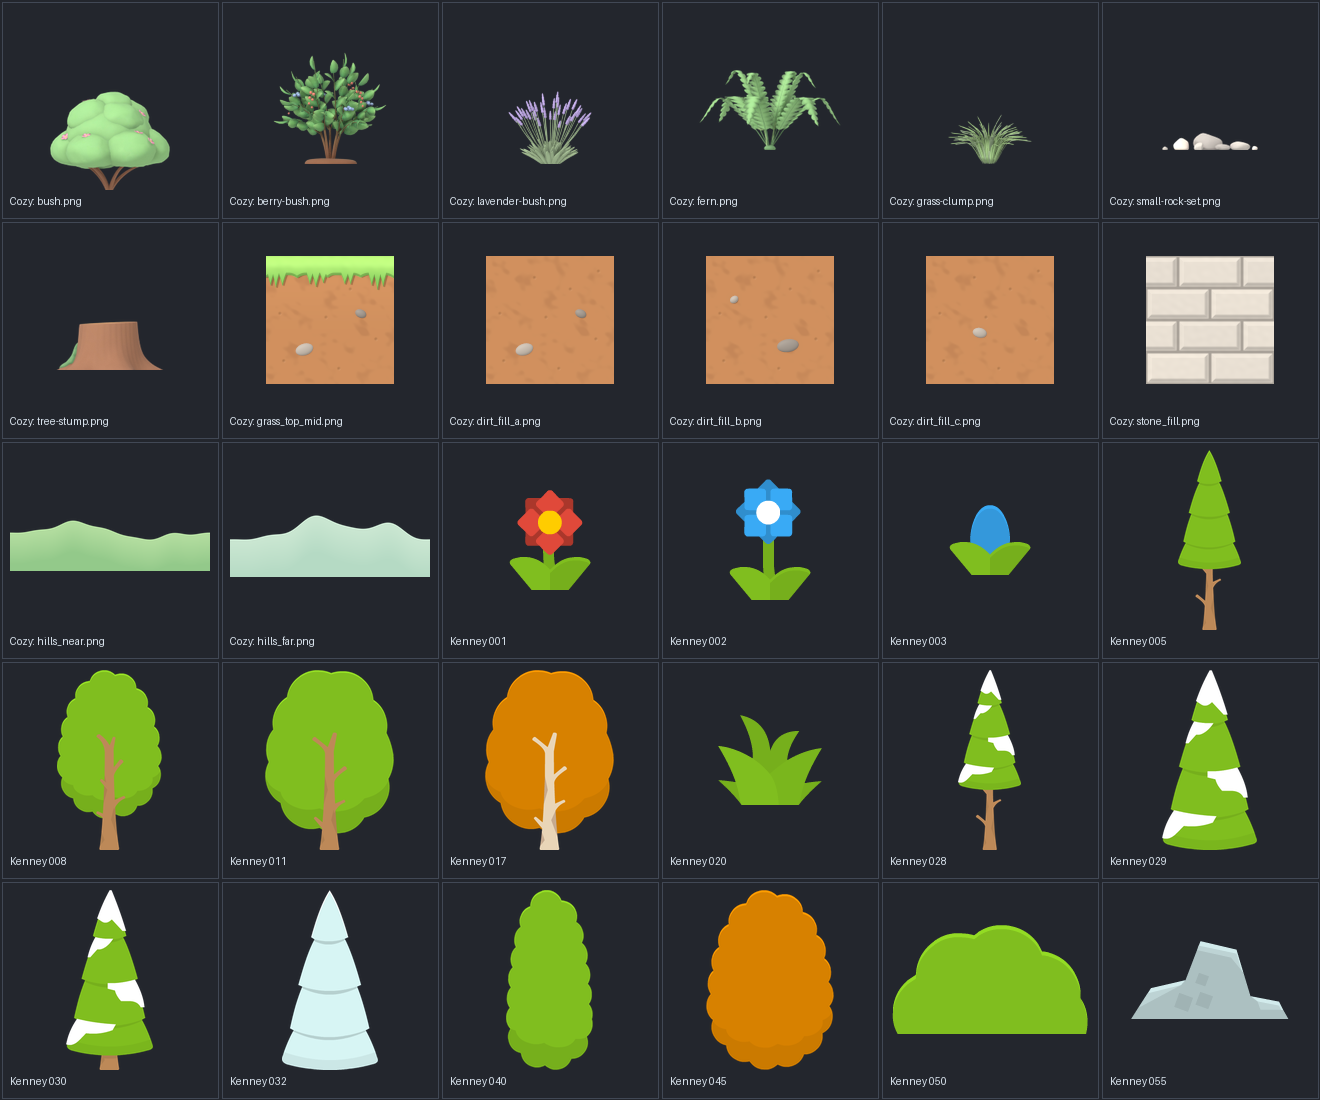 Cozy: bush.png
Cozy: berry-bush.png
Cozy: lavender-bush.png
Cozy: fern.png
Cozy: grass-clump.png
Cozy: small-rock-set.png
Cozy: tree-stump.png
Cozy: grass_top_mid.png
Cozy: dirt_fill_a.png
Cozy: dirt_fill_b.png
Cozy: dirt_fill_c.png
Cozy: stone_fill.png
Cozy: hills_near.png
Cozy: hills_far.png
Kenney 001
Kenney 002
Kenney 003
Kenney 005
Kenney 008
Kenney 011
Kenney 017
Kenney 020
Kenney 028
Kenney 029
Kenney 030
Kenney 032
Kenney 040
Kenney 045
Kenney 050
Kenney 055